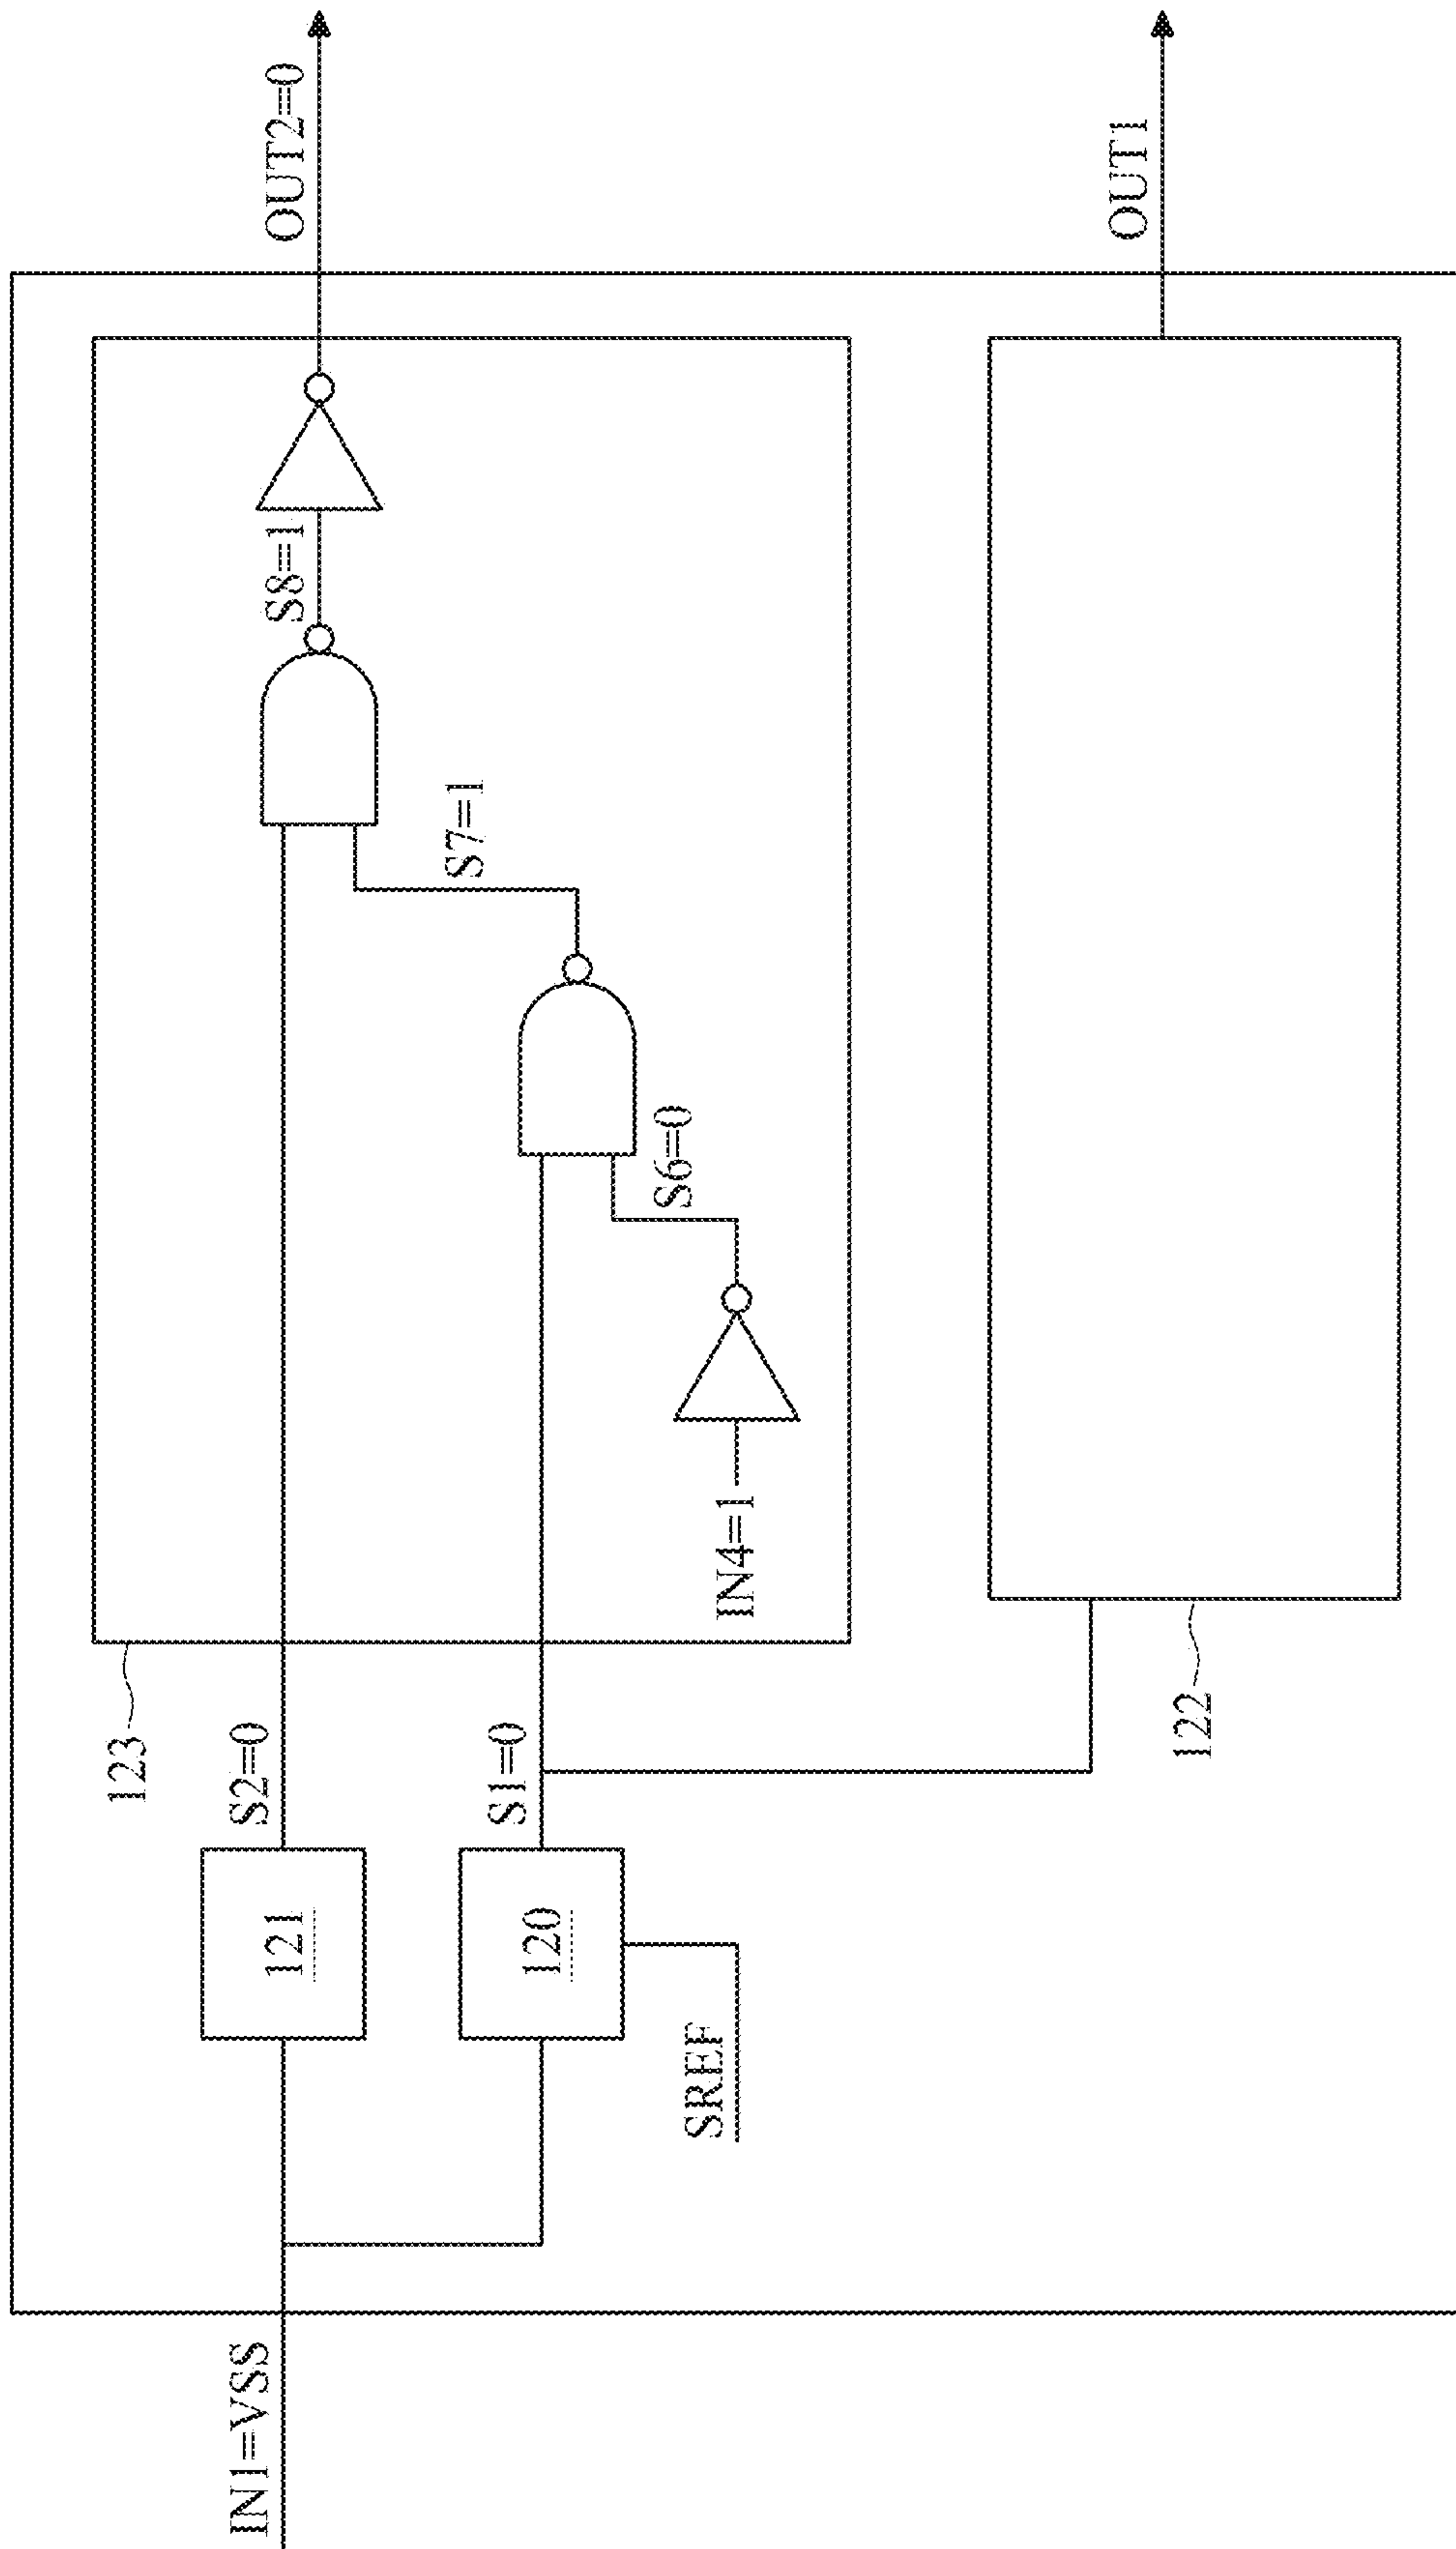 IN1=VSS
121
S2=0
123
S8=1
OUT2=0
S7=1
120
S1=0
S6=0
SREF
IN4=1
122
OUT1